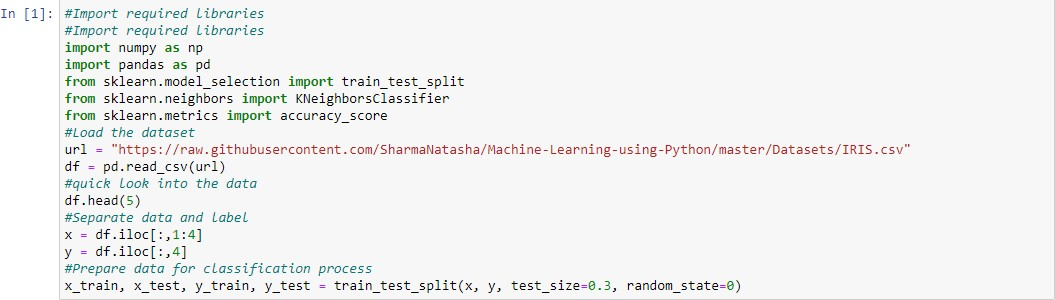 In [1]: #Import required libraries
#Import required libraries
import numpy as np
import pandas as pd
from sklearn.model_selection import train_test_split
from sklearn.neighbors import KNeighborsClassifier
from sklearn.metrics import accuracy_score
#Load the dataset
url = "https://raw.githubusercontent.com/SharmaNatasha/Machine-Learning-using-Python/master/Datasets/IRIS.csv"
df = pd.read_csv(url)
#quick look into the data
df.head(5)
#Separate data and label
x = df.iloc[:,1:4]
y = df.iloc[:,4]
#Prepare data for classification process
x_train, x_test, y_train, y_test = train_test_split(x, y, test_size=0.3, random_state=0)